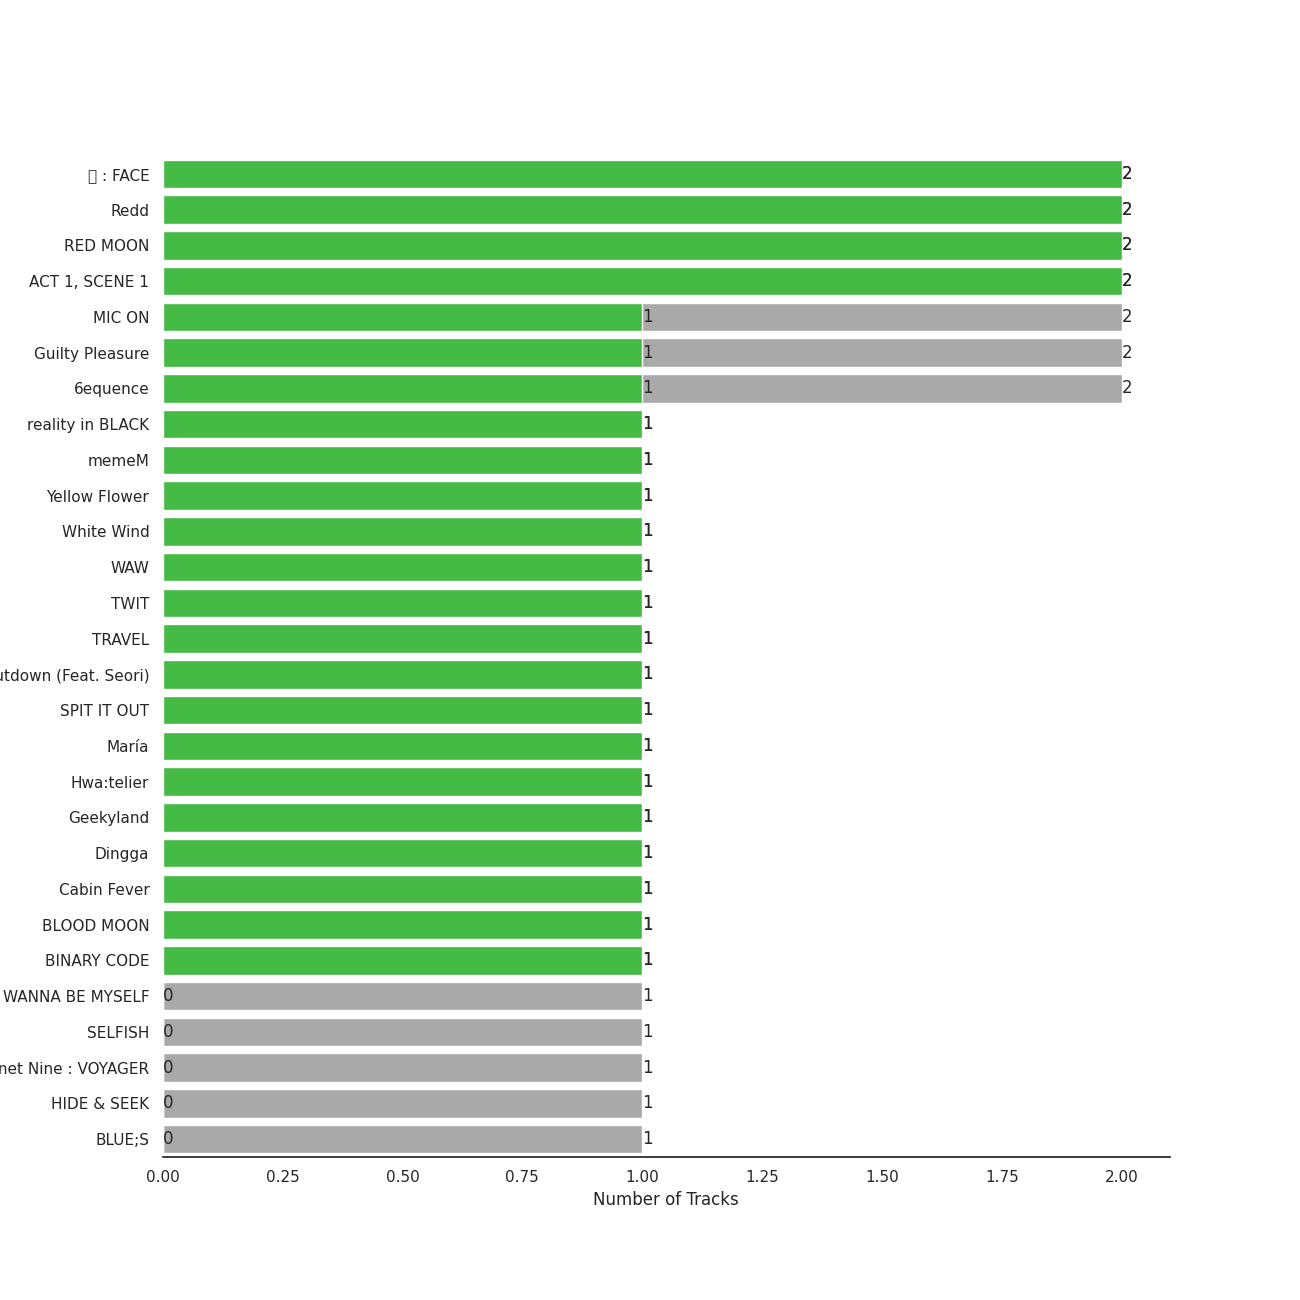 : FACE 2
Redd 2
RED MOON 2
ACT 1, SCENE 1 2
MIC ON 1 2
Guilty Pleasure 1 2
6equence 1 2
reality in BLACK 1
memeM 1
Yellow Flower 1
White Wind 1
WAW 1
TWIT 1
TRAVEL 1
utdown (Feat. Seori) 1
SPIT IT OUT 1
María 1
Hwa:telier 1
Geekyland 1
Dingga 1
Cabin Fever 1
BLOOD MOON 1
BINARY CODE 1
WANNA BE MYSELF 0 1
SELFISH 0 1
net Nine : VOYAGER 0 1
HIDE & SEEK 0 1
BLUE;S 0 1
0.00 0.25 0.50 0.75 1.00 1.25 1.50 1.75 2.00
Number of Tracks